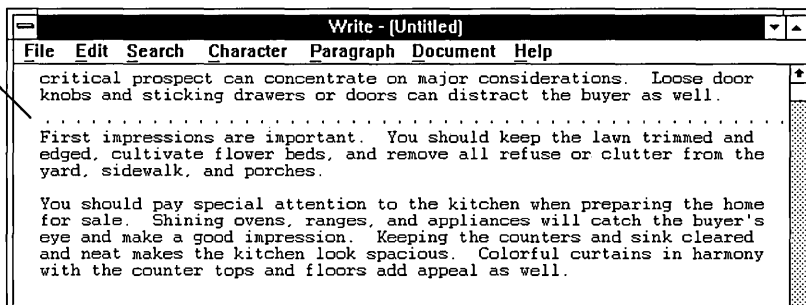 Write - (Untitled)
File Edit Search Character Paragraph Document Help
critical prospect can concentrate on major considerations. Loose door
knobs and sticking drawers or doors can distract the buyer as well.
First impressions are important. You should keep the lawn trimmed and
edged, cultivate flower beds, and remove all refuse or clutter from the
yard, sidewalk, and porches.
You should pay special attention to the kitchen when preparing the home
for sale. Shining ovens, ranges, and appliances will catch the buyer's
eye and make a good impression. Keeping the counters and sink cleared
and neat makes the kitchen look spacious. Colorful curtains in harmony
with the counter tops and floors add appeal as well.